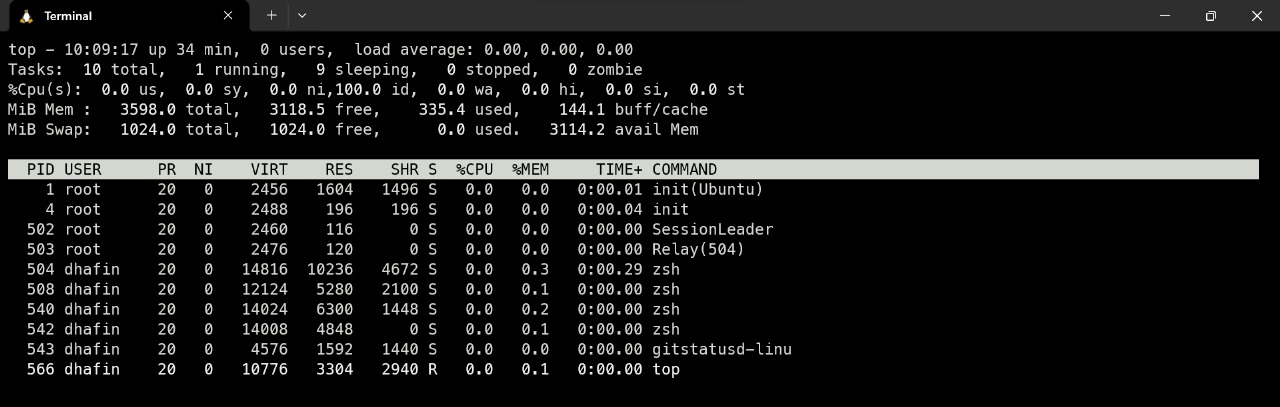 Terminal
top - 10:09:17 up 34 min,  0 users,  load average: 0.00, 0.00, 0.00
Tasks:  10 total,   1 running,   9 sleeping,   0 stopped,   0 zombie
%Cpu(s):  0.0 us,  0.0 sy,  0.0 ni,100.0 id,  0.0 wa,  0.0 hi,  0.0 si,  0.0 st
MiB Mem :   3598.0 total,   3118.5 free,    335.4 used,    144.1 buff/cache
MiB Swap:   1024.0 total,   1024.0 free,      0.0 used.   3114.2 avail Mem
  PID USER      PR  NI    VIRT    RES    SHR S  %CPU  %MEM     TIME+ COMMAND
    1 root      20   0    2456   1604   1496 S   0.0   0.0   0:00.01 init(Ubuntu)
    4 root      20   0    2488    196    196 S   0.0   0.0   0:00.04 init
  502 root      20   0    2460    116      0 S   0.0   0.0   0:00.00 SessionLeader
  503 root      20   0    2476    120      0 S   0.0   0.0   0:00.00 Relay(504)
  504 dhafin    20   0   14816  10236   4672 S   0.0   0.3   0:00.29 zsh
  508 dhafin    20   0   12124   5280   2100 S   0.0   0.1   0:00.00 zsh
  540 dhafin    20   0   14024   6300   1448 S   0.0   0.2   0:00.00 zsh
  542 dhafin    20   0   14008   4848      0 S   0.0   0.1   0:00.00 zsh
  543 dhafin    20   0    4576   1592   1440 S   0.0   0.0   0:00.00 gitstatusd-linu
  566 dhafin    20   0   10776   3304   2940 R   0.0   0.1   0:00.00 top